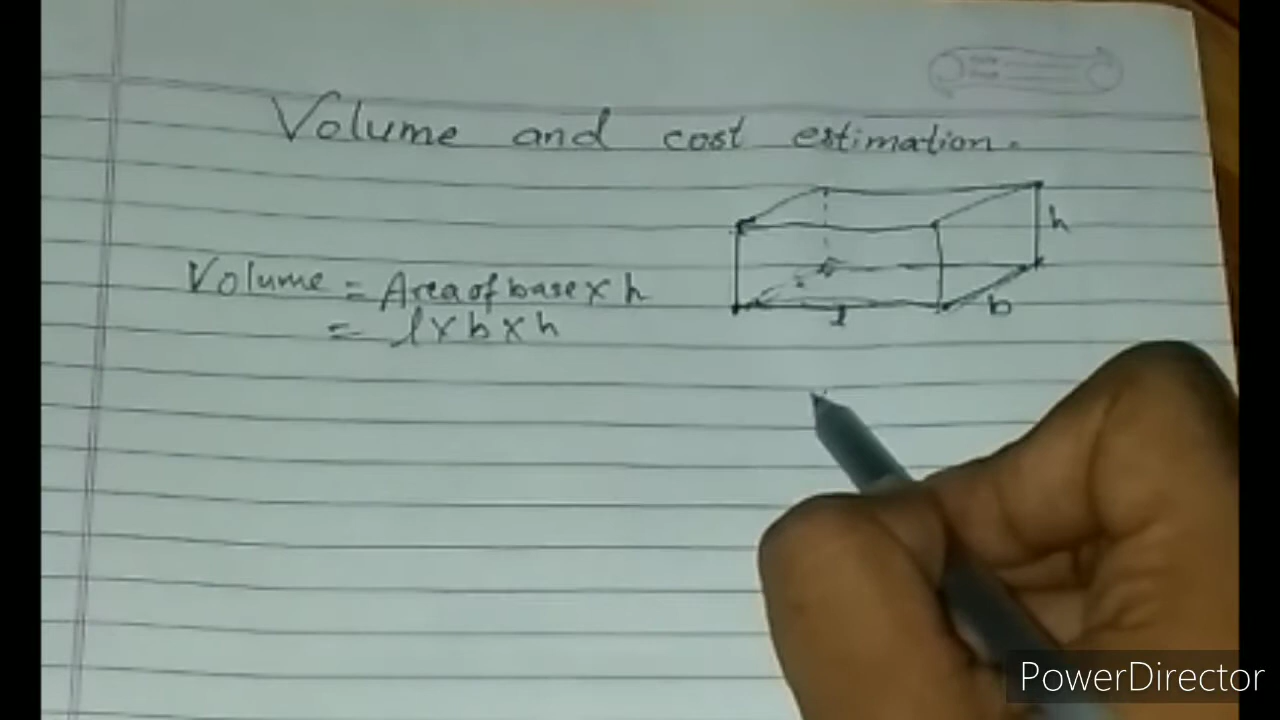 Volume and cost estimation.
h
Volume = Area of base × h
b
l
= l × b × h
PowerDirector